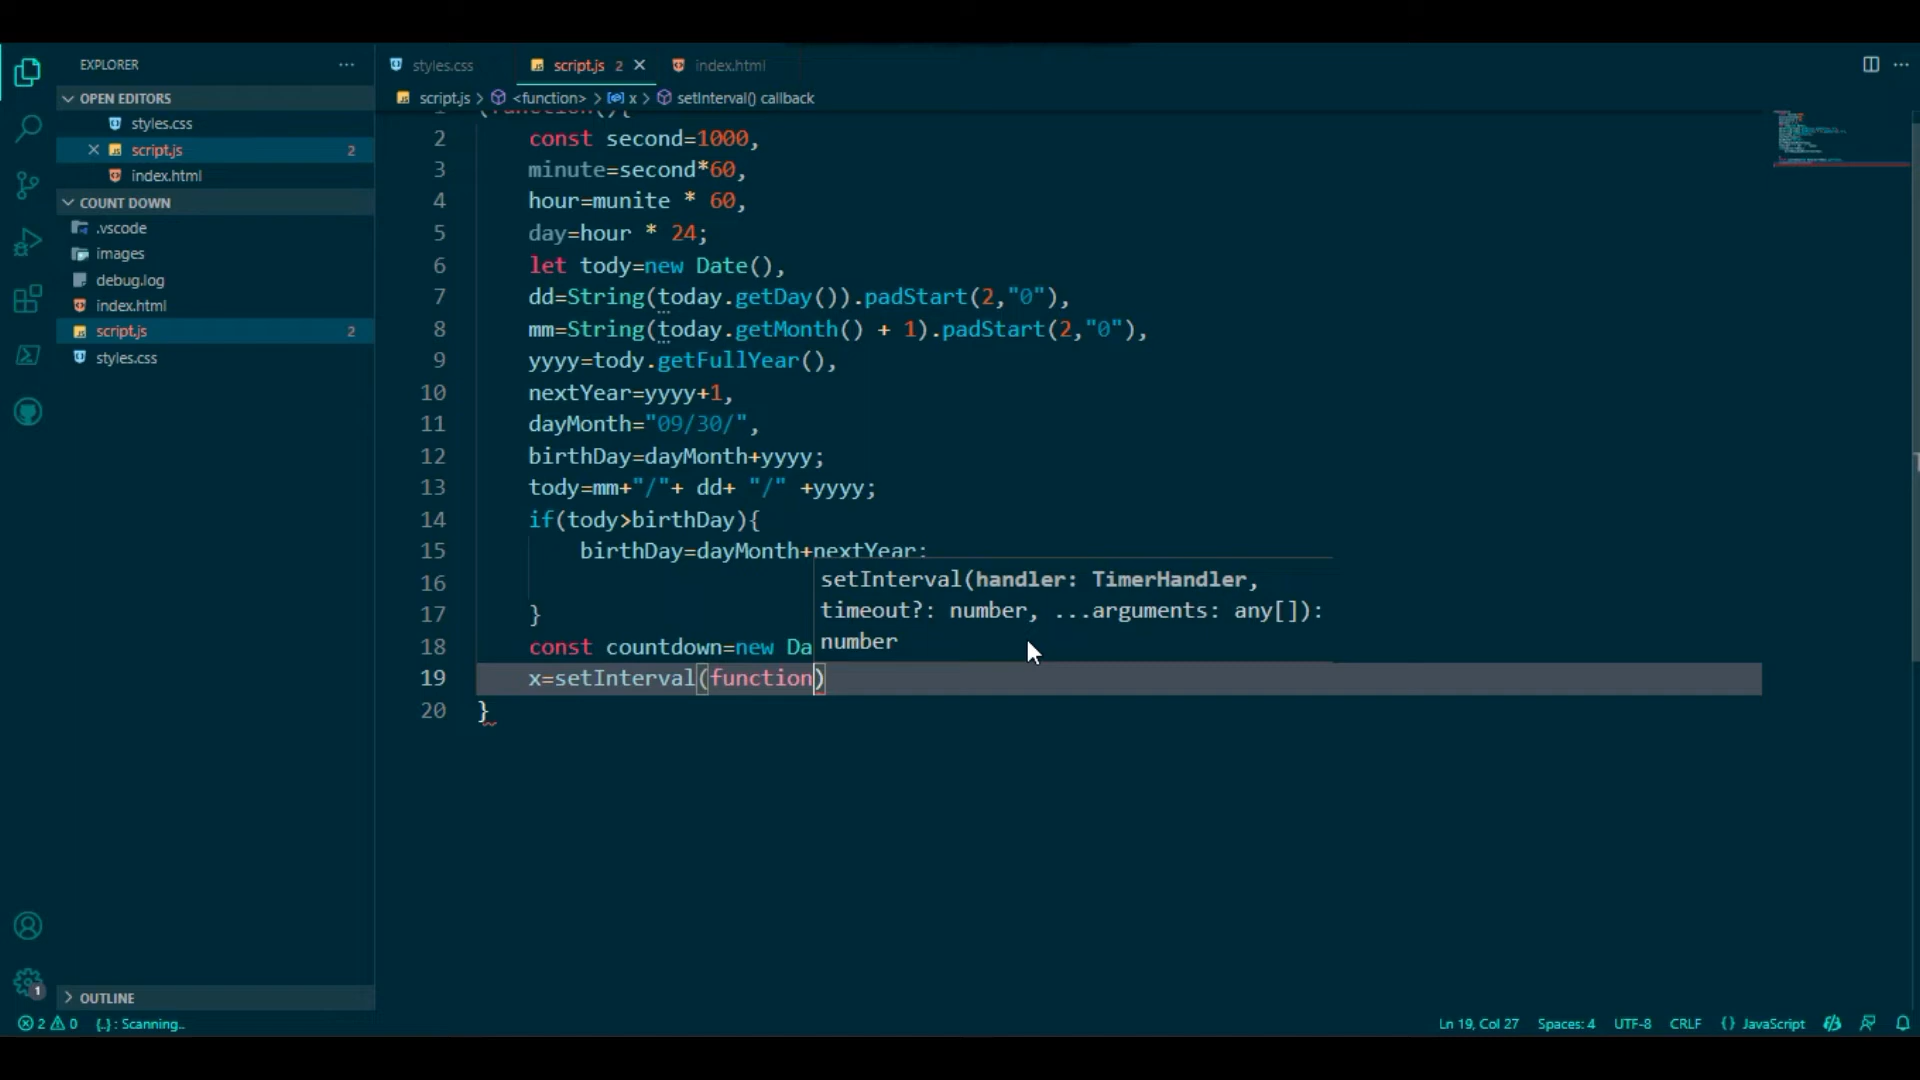 EXPLORER
styles.css
script.js 2
index.html
OPEN EDITORS
script.js > <function> > x > setInterval() callback
styles.css
script.js 2
index.html
COUNT DOWN
.vscode
images
debug.log
index.html
script.js 2
styles.css
OUTLINE
1 (function(){
2 const second=1000,
3 minute=second*60,
4 hour=munite * 60,
5 day=hour * 24;
6 let tody=new Date(),
7 dd=String(today.getDay()).padStart(2,"0"),
8 mm=String(today.getMonth() + 1).padStart(2,"0"),
9 yyyy=tody.getFullYear(),
10 nextYear=yyyy+1,
11 dayMonth="09/30/",
12 birthDay=dayMonth+yyyy;
13 tody=mm+"/"+ dd+ "/" +yyyy;
14 if(tody>birthDay){
15 birthDay=dayMonth+nextYear;
16
17 }
18 const countdown=new Da
19 x=setInterval(function)
20 }
setInterval(handler: TimerHandler,
timeout?: number, ...arguments: any[]):
number
1
2 0 {..} : Scanning..
Ln 19, Col 27 Spaces: 4 UTF-8 CRLF {} JavaScript